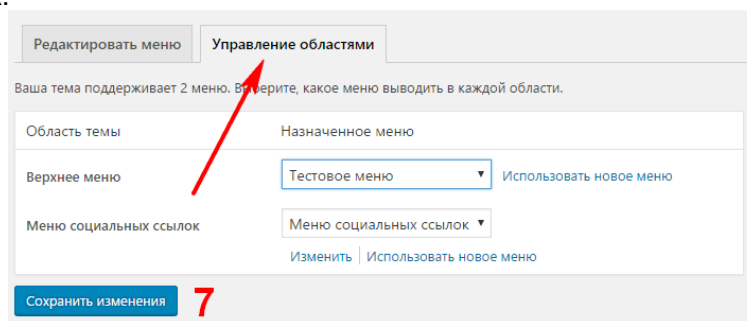 Редактировать меню Управление областями
Ваша тема поддерживает 2 меню. Выберите, какое меню выводить в каждой области.
Область темы Назначенное меню
Верхнее меню Тестовое меню Использовать новое меню
Меню социальных ссылок Меню социальных ссылок
Изменить Использовать новое меню
Сохранить изменения 7